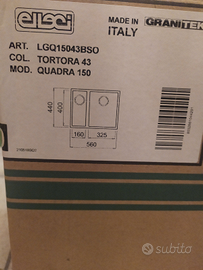 elleci
MADE IN
ITALY
GRANITEK
ART. LGQ15043BSO
COL. TORTORA 43
MOD. QUADRA 150
440
400
160
325
560
subito